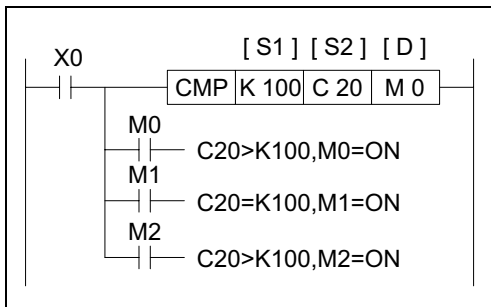 [ S1 ] [ S2 ] [ D ]
X0
CMP K 100 C 20 M 0
M0
C20>K100,M0=ON
M1
C20=K100,M1=ON
M2
C20>K100,M2=ON